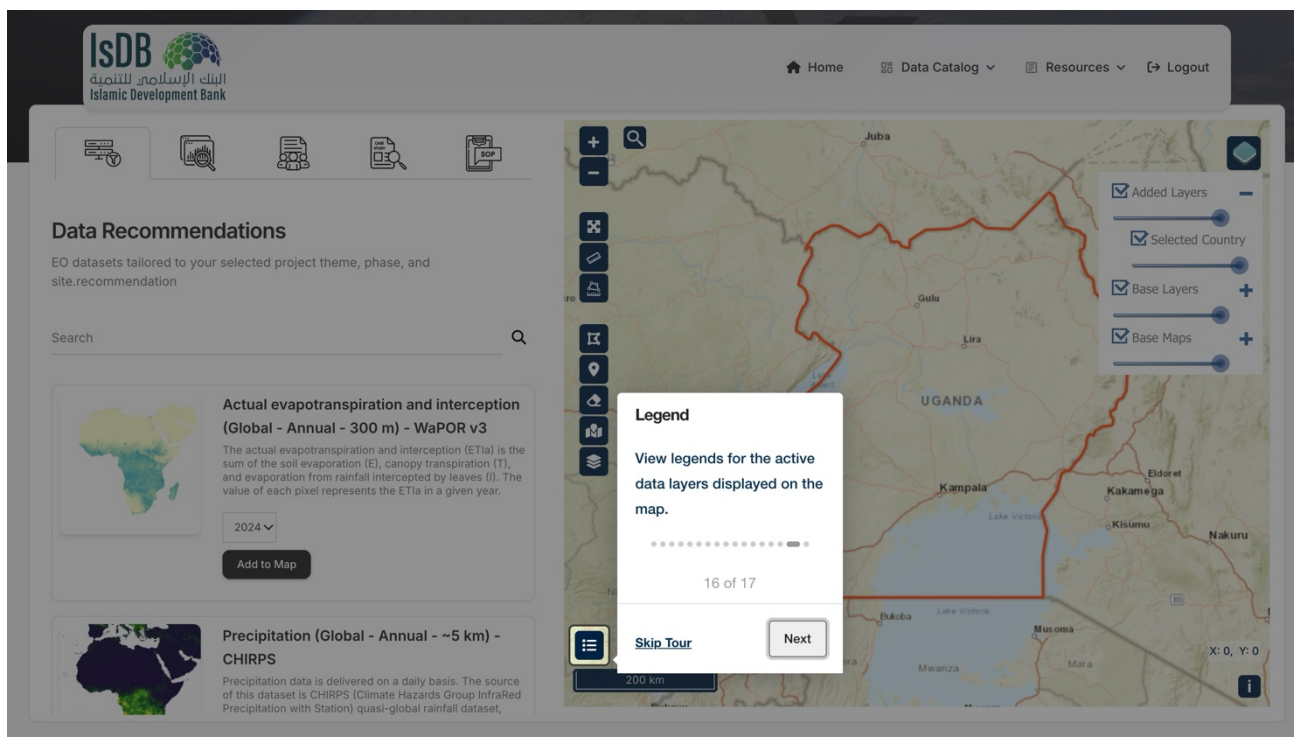 IsDB
البنك الإسلامي للتنمية
Islamic Development Bank
Home
Data Catalog
Resources
Logout
CASE STUDY
SOP
Data Recommendations
EO datasets tailored to your selected project theme, phase, and
site.recommendation
Search
Actual evapotranspiration and interception
(Global - Annual - 300 m) - WaPOR v3
The actual evapotranspiration and interception (ETIa) is the
sum of the soil evaporation (E), canopy transpiration (T),
and evaporation from rainfall intercepted by leaves (I). The
value of each pixel represents the ETIa in a given year.
2024
Add to Map
Precipitation (Global - Annual - ~5 km) -
CHIRPS
Precipitation data is delivered on a daily basis. The source
of this dataset is CHIRPS (Climate Hazards Group InfraRed
Precipitation with Station) quasi-global rainfall dataset,
+
−
Juba
Added Layers
Selected Country
Base Layers
Base Maps
Gulu
Lira
UGANDA
Kampala
Lake Victoria
Eldoret
Kakamega
Kisumu
Nakuru
Legend
View legends for the active
data layers displayed on the
map.
16 of 17
Skip Tour
Next
Bukoba
Lake Victoria
Musoma
Mwanza
Mara
X: 0, Y: 0
200 km
i